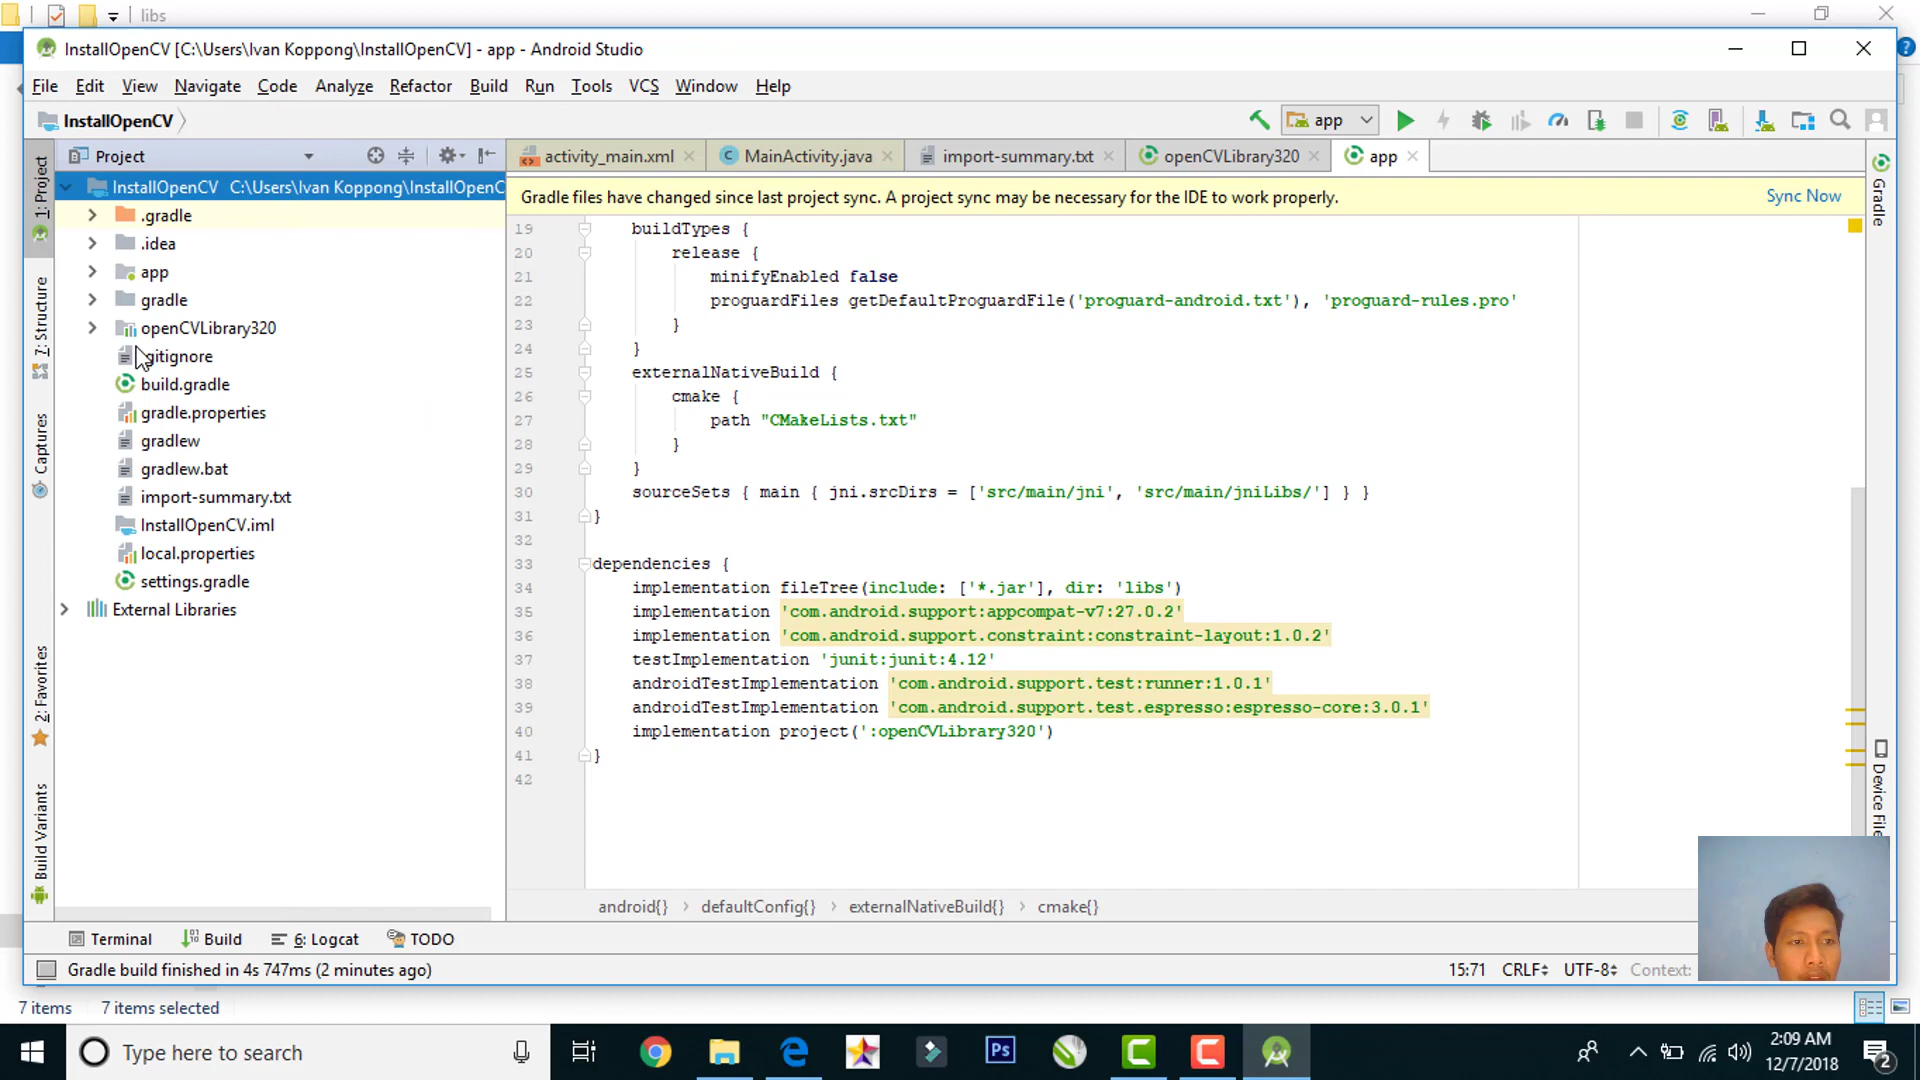 libs
InstallOpenCV [C:\Users\Ivan Koppong\InstallOpenCV] - app - Android Studio
File Edit View Navigate Code Analyze Refactor Build Run Tools VCS Window Help
InstallOpenCV
app
Project
activity_main.xml
MainActivity.java
import-summary.txt
openCVLibrary320
app
Gradle files have changed since last project sync. A project sync may be necessary for the IDE to work properly.
Sync Now
1: Project
7: Structure
Captures
2: Favorites
Build Variants
InstallOpenCV C:\Users\Ivan Koppong\InstallOpenC
.gradle
.idea
app
gradle
openCVLibrary320
gitignore
build.gradle
gradle.properties
gradlew
gradlew.bat
import-summary.txt
InstallOpenCV.iml
local.properties
settings.gradle
External Libraries
19 buildTypes {
20 release {
21 minifyEnabled false
22 proguardFiles getDefaultProguardFile('proguard-android.txt'), 'proguard-rules.pro'
23 }
24 }
25 externalNativeBuild {
26 cmake {
27 path "CMakeLists.txt"
28 }
29 }
30 sourceSets { main { jni.srcDirs = ['src/main/jni', 'src/main/jniLibs/'] } }
31 }
32
33 dependencies {
34 implementation fileTree(include: ['*.jar'], dir: 'libs')
35 implementation 'com.android.support:appcompat-v7:27.0.2'
36 implementation 'com.android.support.constraint:constraint-layout:1.0.2'
37 testImplementation 'junit:junit:4.12'
38 androidTestImplementation 'com.android.support.test:runner:1.0.1'
39 androidTestImplementation 'com.android.support.test.espresso:espresso-core:3.0.1'
40 implementation project(':openCVLibrary320')
41 }
42
Gradle
Device File
android{} › defaultConfig{} › externalNativeBuild{} › cmake{}
Terminal
Build
6: Logcat
TODO
Gradle build finished in 4s 747ms (2 minutes ago)
15:71 CRLF UTF-8 Context:
7 items 7 items selected
Type here to search
Ps
2:09 AM
12/7/2018
2